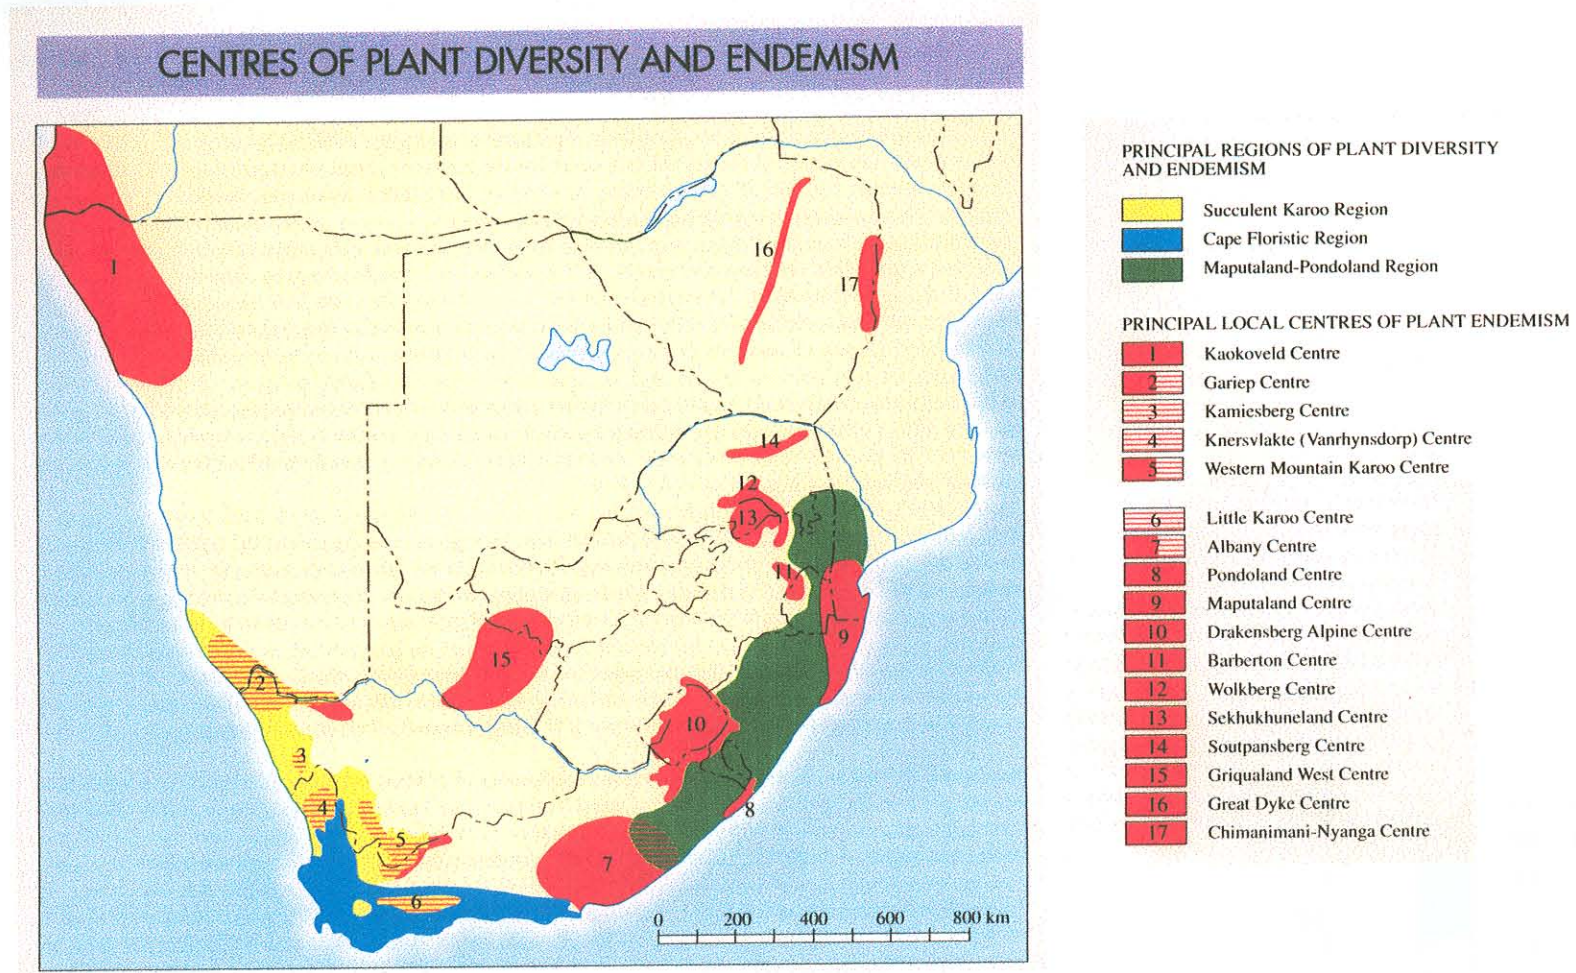 CENTRES OF PLANT DIVERSITY AND ENDEMISM
1
16
17
14
12
13
11
9
15
2
10
3
4
8
5
7
6
0 200 400 600 800 km
PRINCIPAL REGIONS OF PLANT DIVERSITY
AND ENDEMISM
Succulent Karoo Region
Cape Floristic Region
Maputaland-Pondoland Region
PRINCIPAL LOCAL CENTRES OF PLANT ENDEMISM
1 Kaokoveld Centre
2 Gariep Centre
3 Kamiesberg Centre
4 Knersvlakte (Vanrhynsdorp) Centre
5 Western Mountain Karoo Centre
6 Little Karoo Centre
7 Albany Centre
8 Pondoland Centre
9 Maputaland Centre
10 Drakensberg Alpine Centre
11 Barberton Centre
12 Wolkberg Centre
13 Sekhukhuneland Centre
14 Soutpansberg Centre
15 Griqualand West Centre
16 Great Dyke Centre
17 Chimanimani-Nyanga Centre